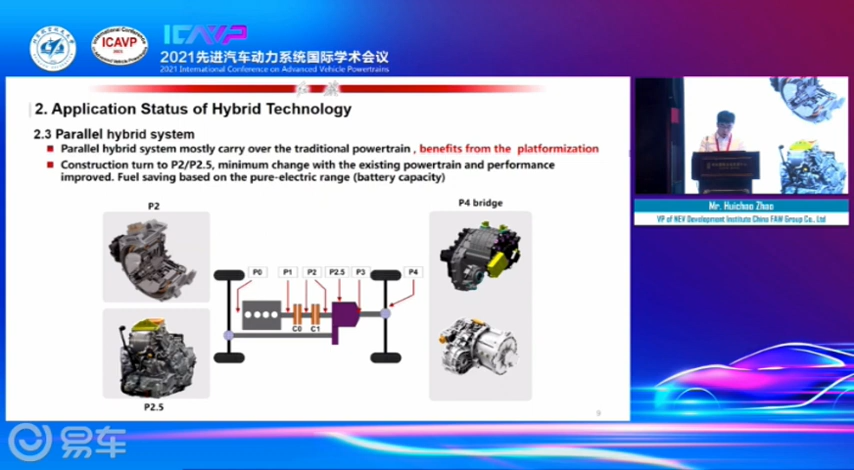 ICAVP
2021
International Conference
ICAVP
2021先进汽车动力系统国际学术会议
2021 International Conference on Advanced Vehicle Powertrains
2. Application Status of Hybrid Technology
2.3 Parallel hybrid system
Parallel hybrid system mostly carry over the traditional powertrain , benefits from the platformization
Construction turn to P2/P2.5, minimum change with the existing powertrain and performance
improved. Fuel saving based on the pure-electric range (battery capacity)
P2
P4 bridge
P0
P1
P2
P2.5
P3
P4
C0
C1
P2.5
9
Mr. Huichao Zhao
VP of NEV Development Institute China FAW Group Co., Ltd
易车